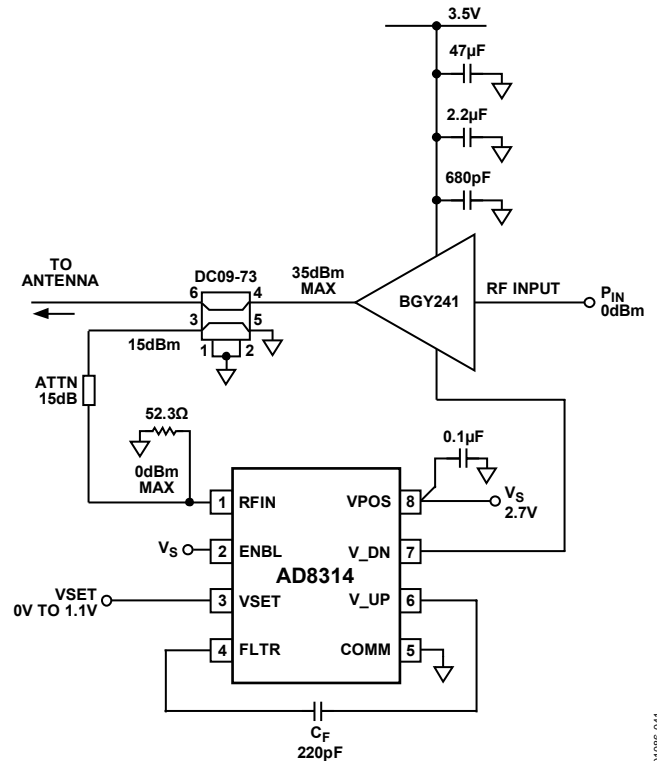 3.5V
47µF
2.2µF
680pF
TO
ANTENNA
DC09-73
35dBm
MAX
6
4
3
5
1
2
15dBm
BGY241
RF INPUT
PIN
0dBm
ATTN
15dB
52.3Ω
0dBm
MAX
0.1µF
VS
2.7V
1
RFIN
VPOS
8
VS
2
ENBL
V_DN
7
AD8314
VSET
0V TO 1.1V
3
VSET
V_UP
6
4
FLTR
COMM
5
CF
220pF
01086-041